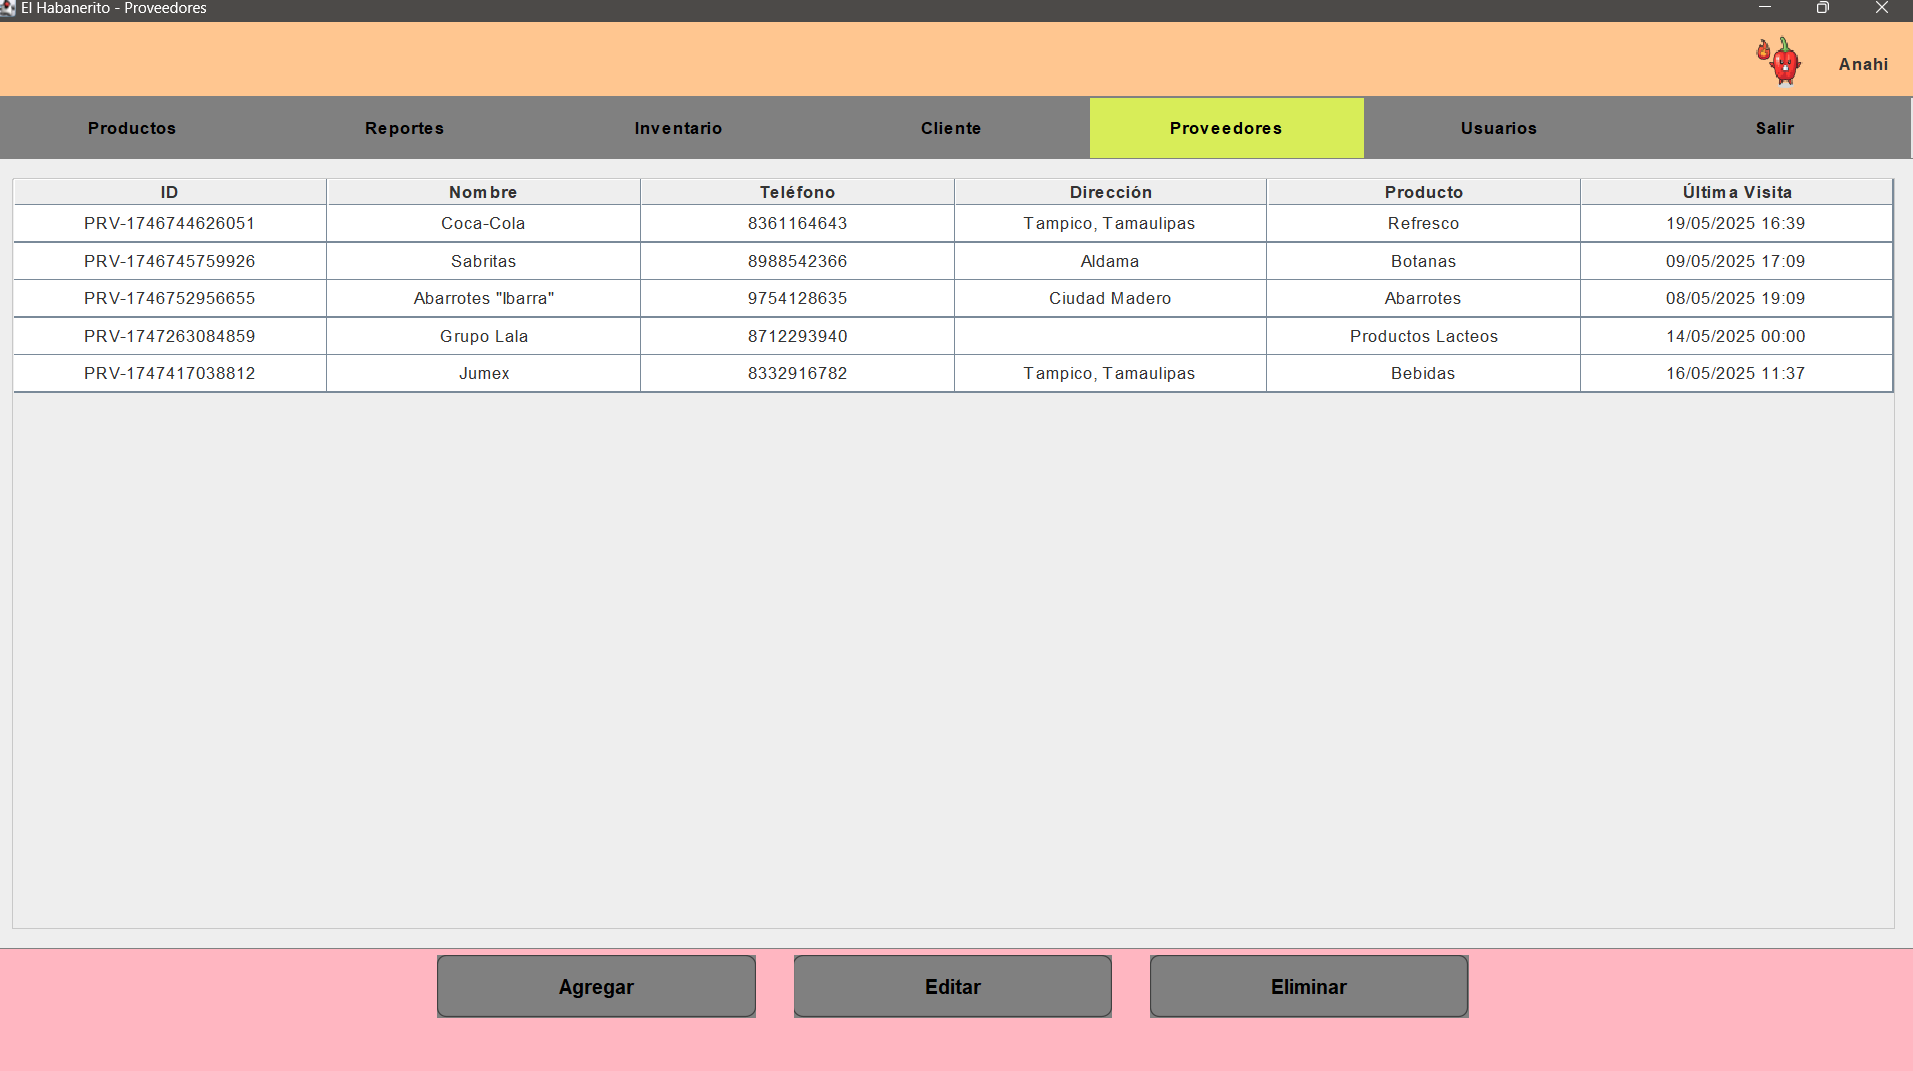 El Habanerito - Proveedores
Anahi
Productos Reportes Inventario Cliente Proveedores Usuarios Salir
ID Nombre Teléfono Dirección Producto Última Visita
PRV-1746744626051 Coca-Cola 8361164643 Tampico, Tamaulipas Refresco 19/05/2025 16:39
PRV-1746745759926 Sabritas 8988542366 Aldama Botanas 09/05/2025 17:09
PRV-1746752956655 Abarrotes "Ibarra" 9754128635 Ciudad Madero Abarrotes 08/05/2025 19:09
PRV-1747263084859 Grupo Lala 8712293940 Productos Lacteos 14/05/2025 00:00
PRV-1747417038812 Jumex 8332916782 Tampico, Tamaulipas Bebidas 16/05/2025 11:37
Agregar Editar Eliminar